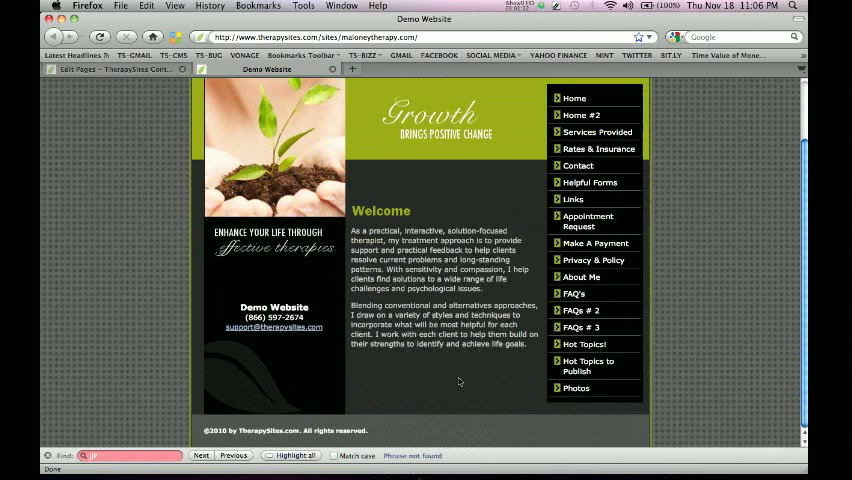 Firefox File Edit View History Bookmarks Tools Window Help (100%) Thu Nov 18 11:06 PM
Demo Website
http://www.therapysites.com/sites/maloneytherapy.com/ Google
Latest Headlines TS-GMAIL TS-CMS TS-BUG VONAGE Bookmarks Toolbar TS-BIZZ GMAIL FACEBOOK SOCIAL MEDIA YAHOO FINANCE MINT TWITTER BIT.LY Time Value of Mone...
Edit Pages - TherapySites Cont... Demo Website
Growth
BRINGS POSITIVE CHANGE
ENHANCE YOUR LIFE THROUGH
effective therapies
Demo Website
(866) 597-2674
support@therapysites.com
Welcome
As a practical, interactive, solution-focused
therapist, my treatment approach is to provide
support and practical feedback to help clients
resolve current problems and long-standing
patterns. With sensitivity and compassion, I help
clients find solutions to a wide range of life
challenges and psychological issues.
Blending conventional and alternatives approaches,
I draw on a variety of styles and techniques to
incorporate what will be most helpful for each
client. I work with each client to help them build on
their strengths to identify and achieve life goals.
Home
Home #2
Services Provided
Rates & Insurance
Contact
Helpful Forms
Links
Appointment
Request
Make A Payment
Privacy & Policy
About Me
FAQ's
FAQs # 2
FAQs # 3
Hot Topics!
Hot Topics to
Publish
Photos
©2010 by TherapySites.com. All rights reserved.
Find: Next Previous Highlight all Match case Phrase not found
Done